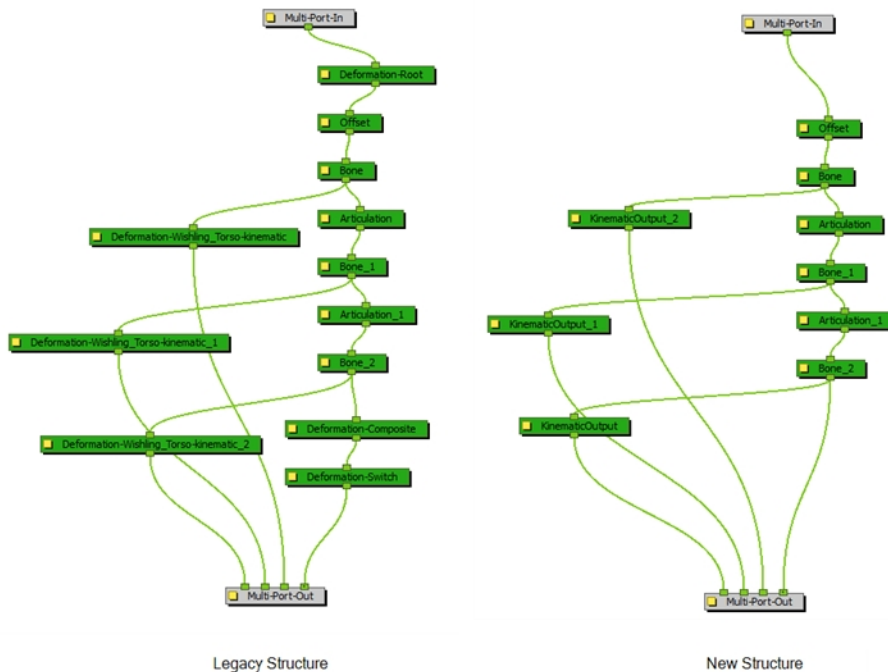 Multi-Port-In
Deformation-Root
Offset
Bone
Articulation
Deformation-Wishling_Torso-kinematic
Bone_1
Articulation_1
Deformation-Wishling_Torso-kinematic_1
Bone_2
Deformation-Composite
Deformation-Wishling_Torso-kinematic_2
Deformation-Switch
Multi-Port-Out
Legacy Structure
Multi-Port-In
Offset
Bone
KinematicOutput_2
Articulation
Bone_1
KinematicOutput_1
Articulation_1
Bone_2
KinematicOutput
Multi-Port-Out
New Structure